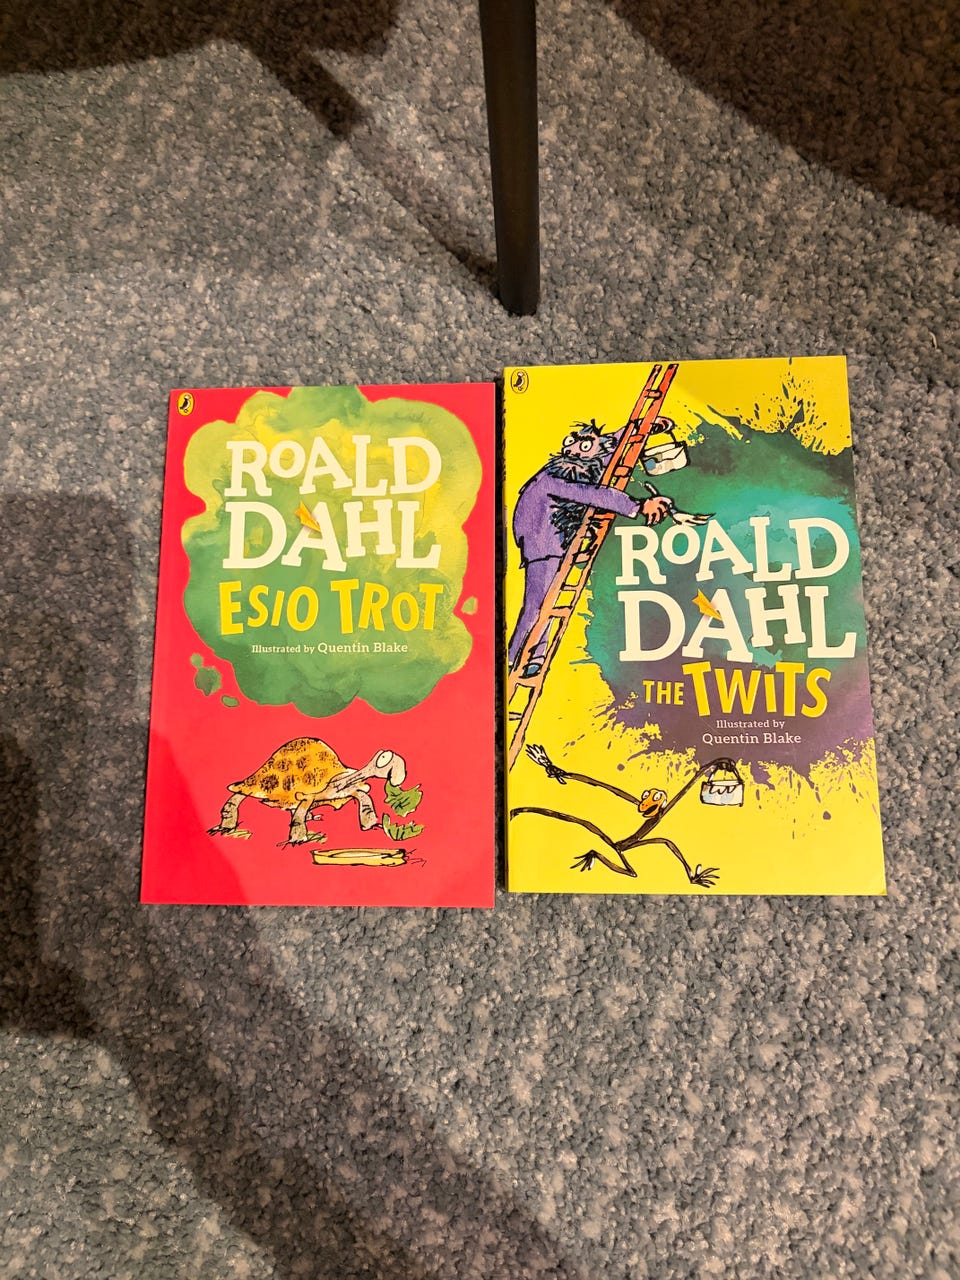 ROALD
DAHL
ESIO TROT
Illustrated by Quentin Blake
ROALD
DAHL
THE TWITS
Illustrated by
Quentin Blake